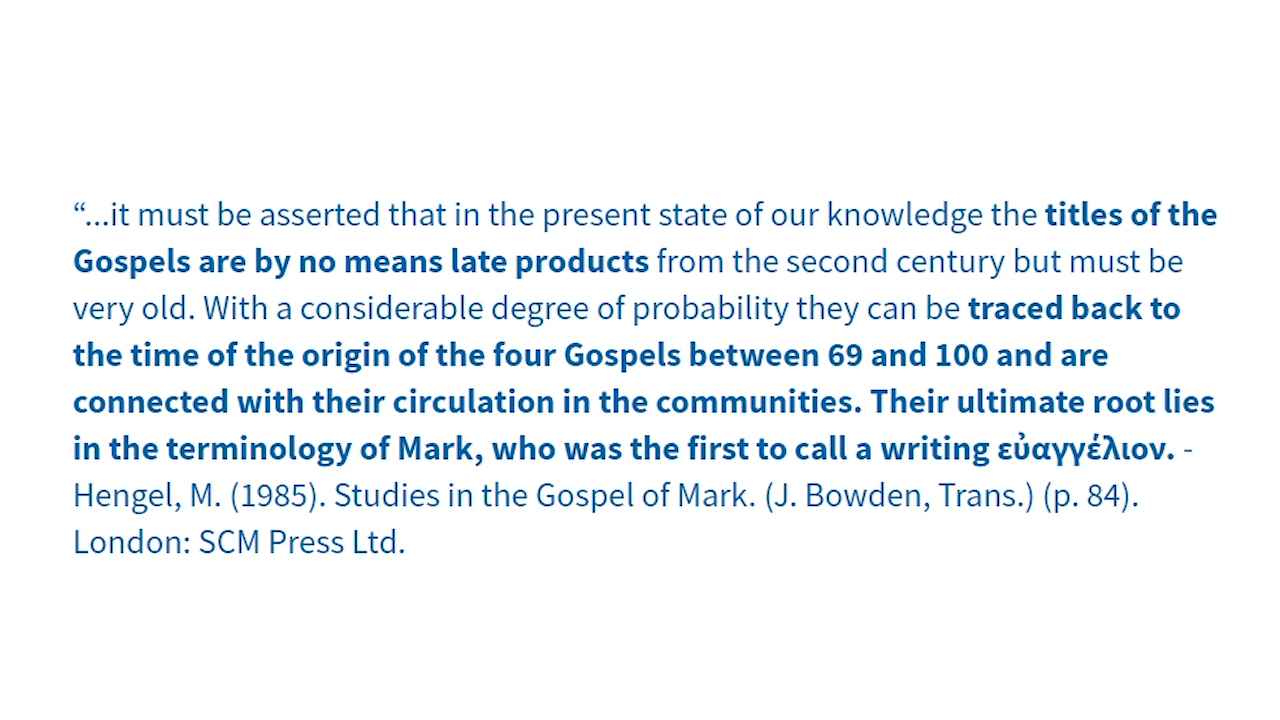 “...it must be asserted that in the present state of our knowledge the titles of the
Gospels are by no means late products from the second century but must be
very old. With a considerable degree of probability they can be traced back to
the time of the origin of the four Gospels between 69 and 100 and are
connected with their circulation in the communities. Their ultimate root lies
in the terminology of Mark, who was the first to call a writing εὐαγγέλιον. -
Hengel, M. (1985). Studies in the Gospel of Mark. (J. Bowden, Trans.) (p. 84).
London: SCM Press Ltd.